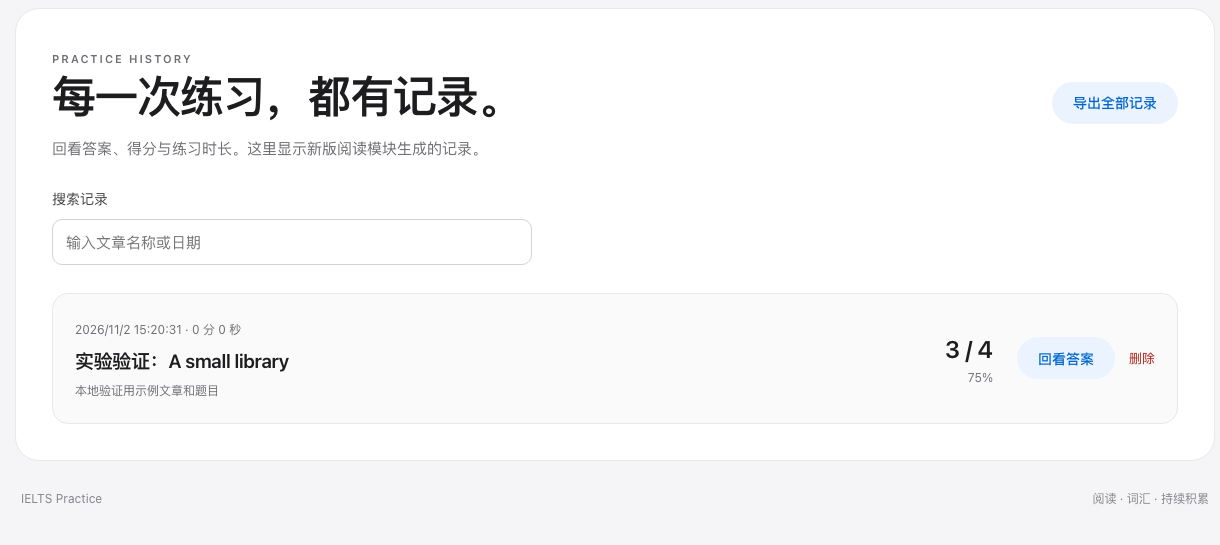 PRACTICE HISTORY
每一次练习，都有记录。
导出全部记录
回看答案、得分与练习时长。这里显示新版阅读模块生成的记录。
搜索记录
输入文章名称或日期
2026/11/2 15:20:31 · 0 分 0 秒
实验验证：A small library
本地验证用示例文章和题目
3 / 4
75%
回看答案
删除
IELTS Practice
阅读 · 词汇 · 持续积累